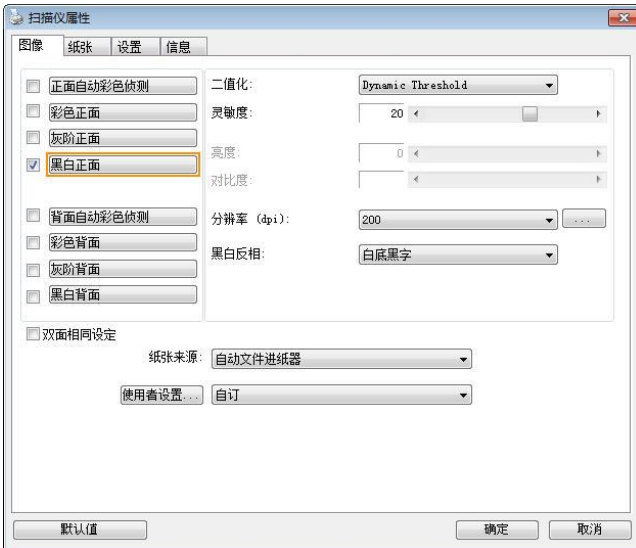 扫描仪属性
图像 纸张 设置 信息
正面自动彩色侦测
彩色正面
灰阶正面
黑白正面
背面自动彩色侦测
彩色背面
灰阶背面
黑白背面
二值化: Dynamic Threshold
灵敏度: 20
亮度: 0
对比度:
分辨率 (dpi): 200 ...
黑白反相: 白底黑字
双面相同设定
纸张来源: 自动文件进纸器
使用者设置... 自订
默认值 确定 取消